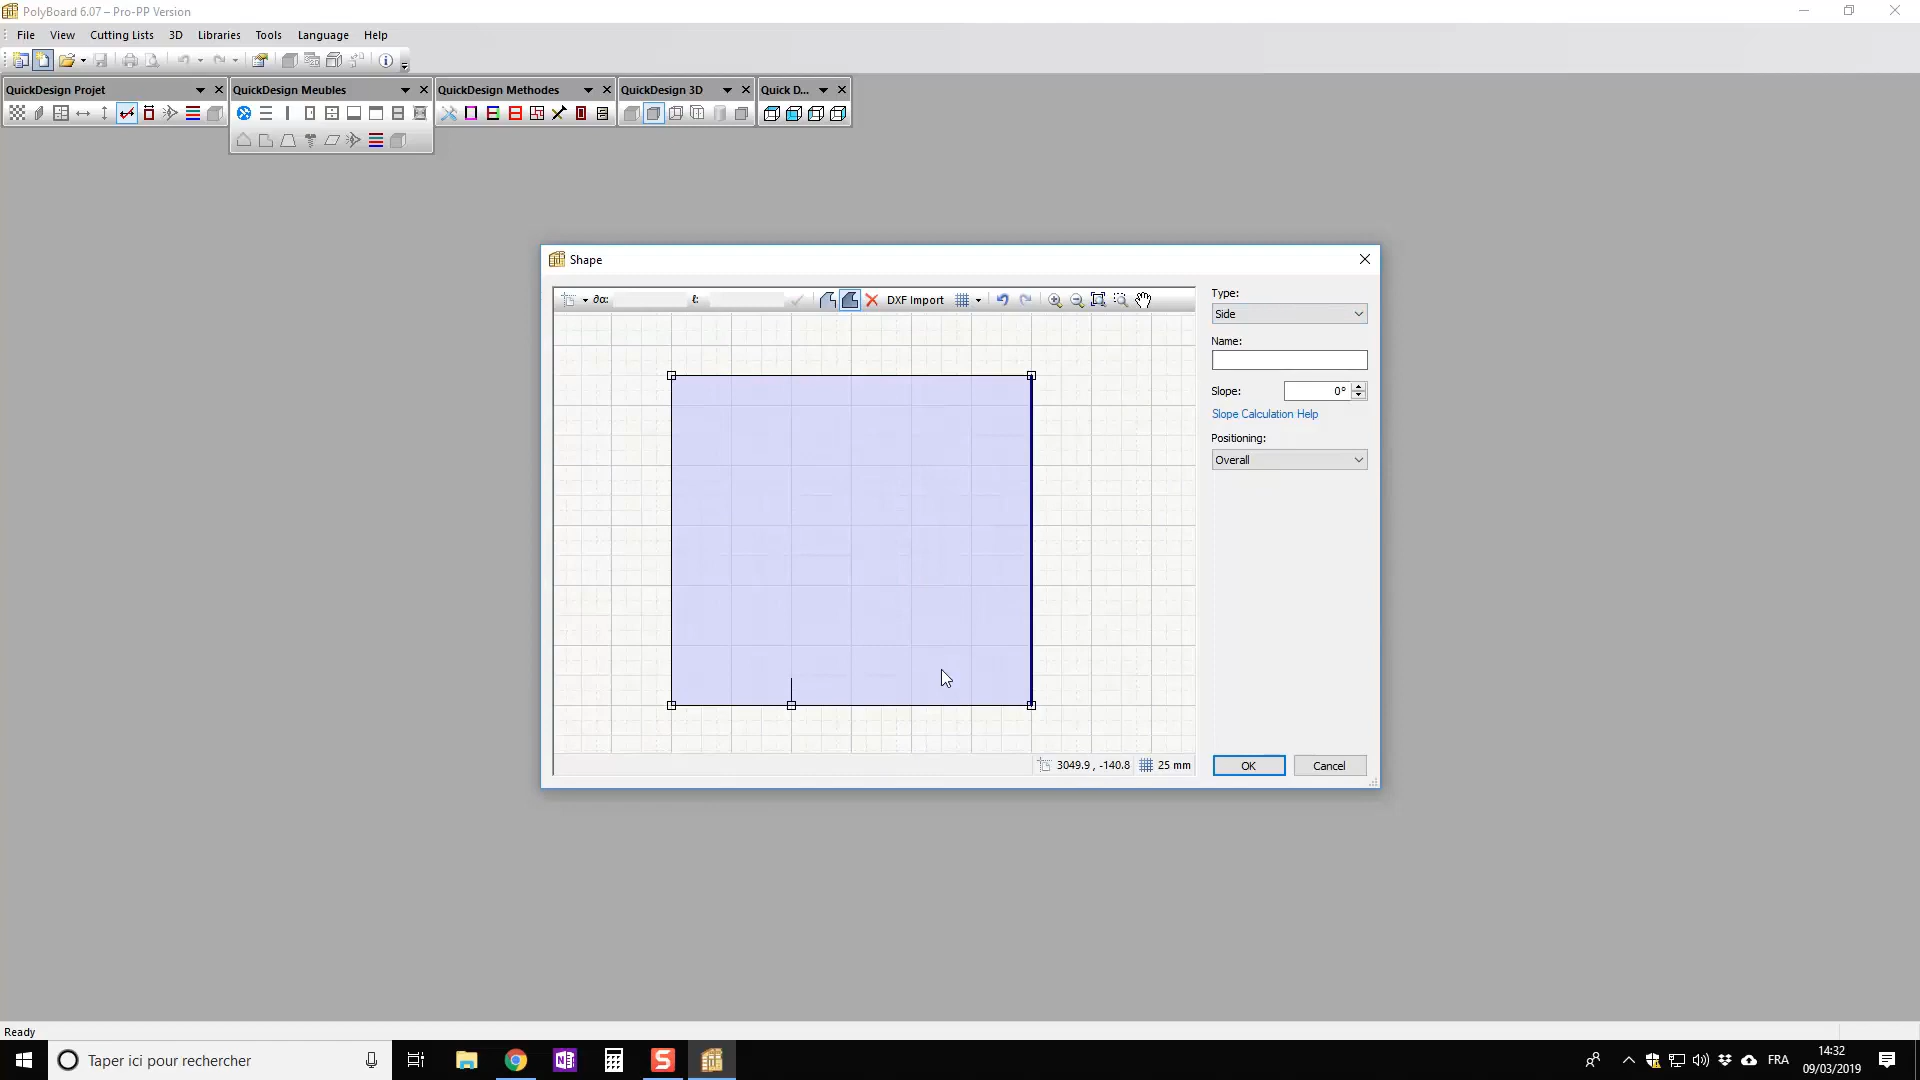 PolyBoard 6.07 – Pro-PP Version
File View Cutting Lists 3D Libraries Tools Language Help
QuickDesign Projet QuickDesign Meubles QuickDesign Methodes QuickDesign 3D Quick D...
Shape
∂α: ℓ: DXF Import
Type:
Side
Name:
Slope: 0°
Slope Calculation Help
Positioning:
Overall
3049.9 , -140.8 25 mm
OK Cancel
Ready
Taper ici pour rechercher
FRA
14:32
09/03/2019